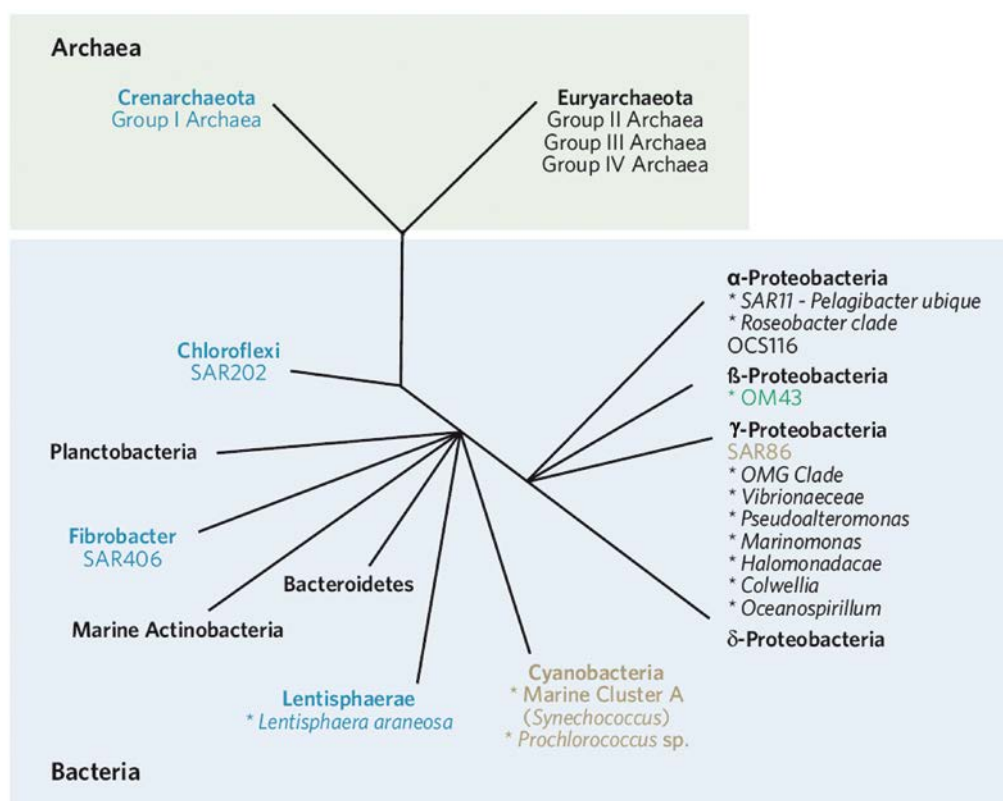 Archaea
Crenarchaeota
Group I Archaea
Euryarchaeota
Group II Archaea
Group III Archaea
Group IV Archaea
α-Proteobacteria
* SAR11 - Pelagibacter ubique
* Roseobacter clade
OCS116
ß-Proteobacteria
* OM43
γ-Proteobacteria
SAR86
* OMG Clade
* Vibrionaeceae
* Pseudoalteromonas
* Marinomonas
* Halomonadacae
* Colwellia
* Oceanospirillum
δ-Proteobacteria
Chloroflexi
SAR202
Planctobacteria
Fibrobacter
SAR406
Bacteroidetes
Marine Actinobacteria
Lentisphaerae
* Lentisphaera araneosa
Cyanobacteria
* Marine Cluster A
(Synechococcus)
* Prochlorococcus sp.
Bacteria